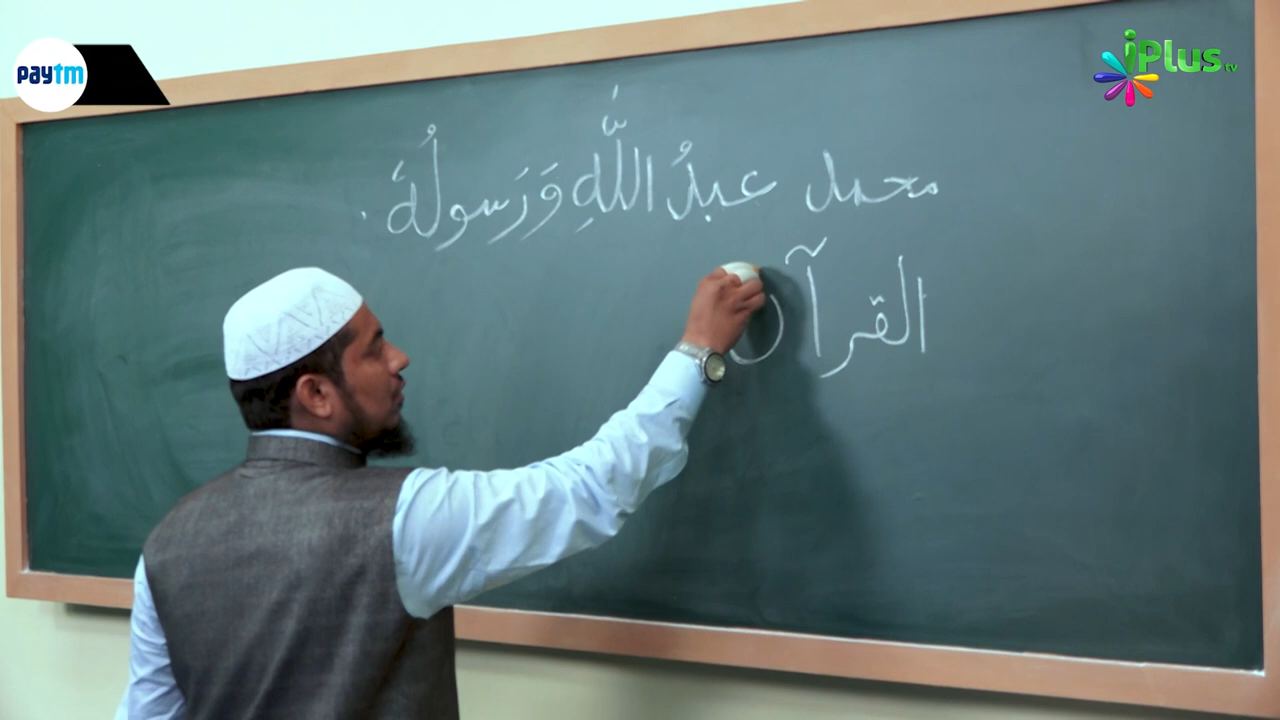 paytm
iPlus tv
محمد عبدُ اللّٰهِ وَرَسولُهُ .
القرآن